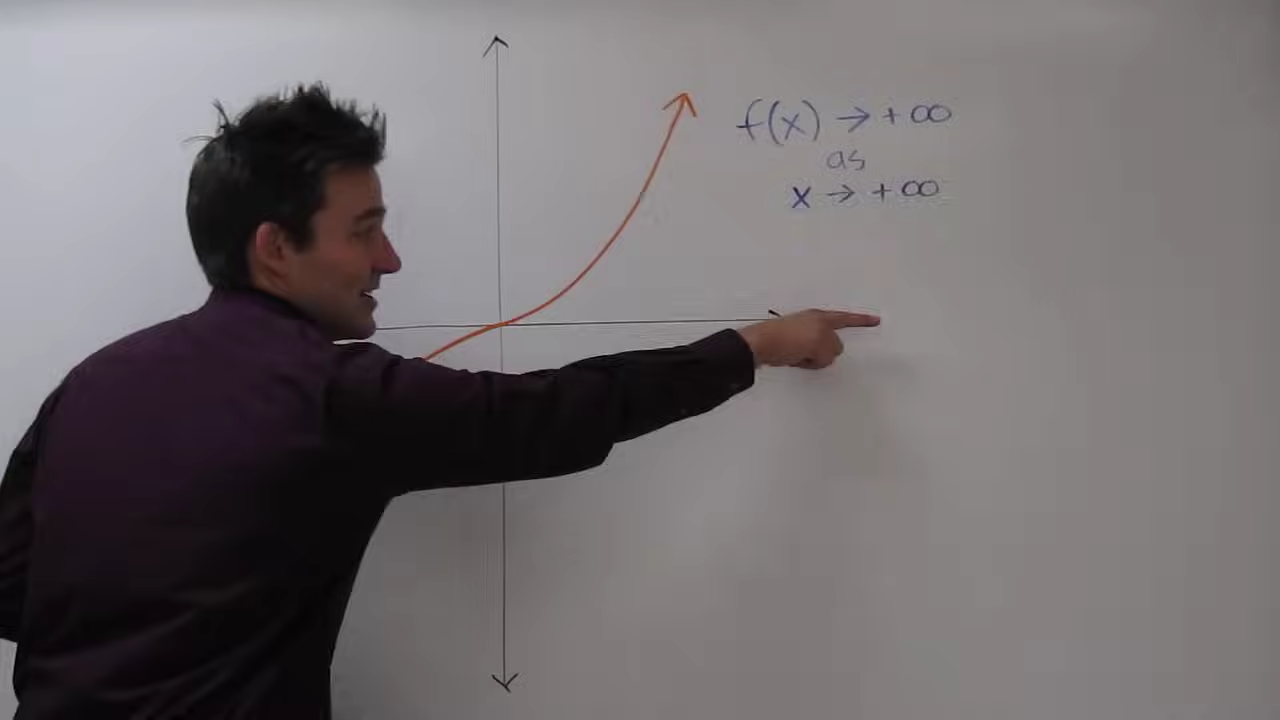 f(x) → +∞
as
x → +∞